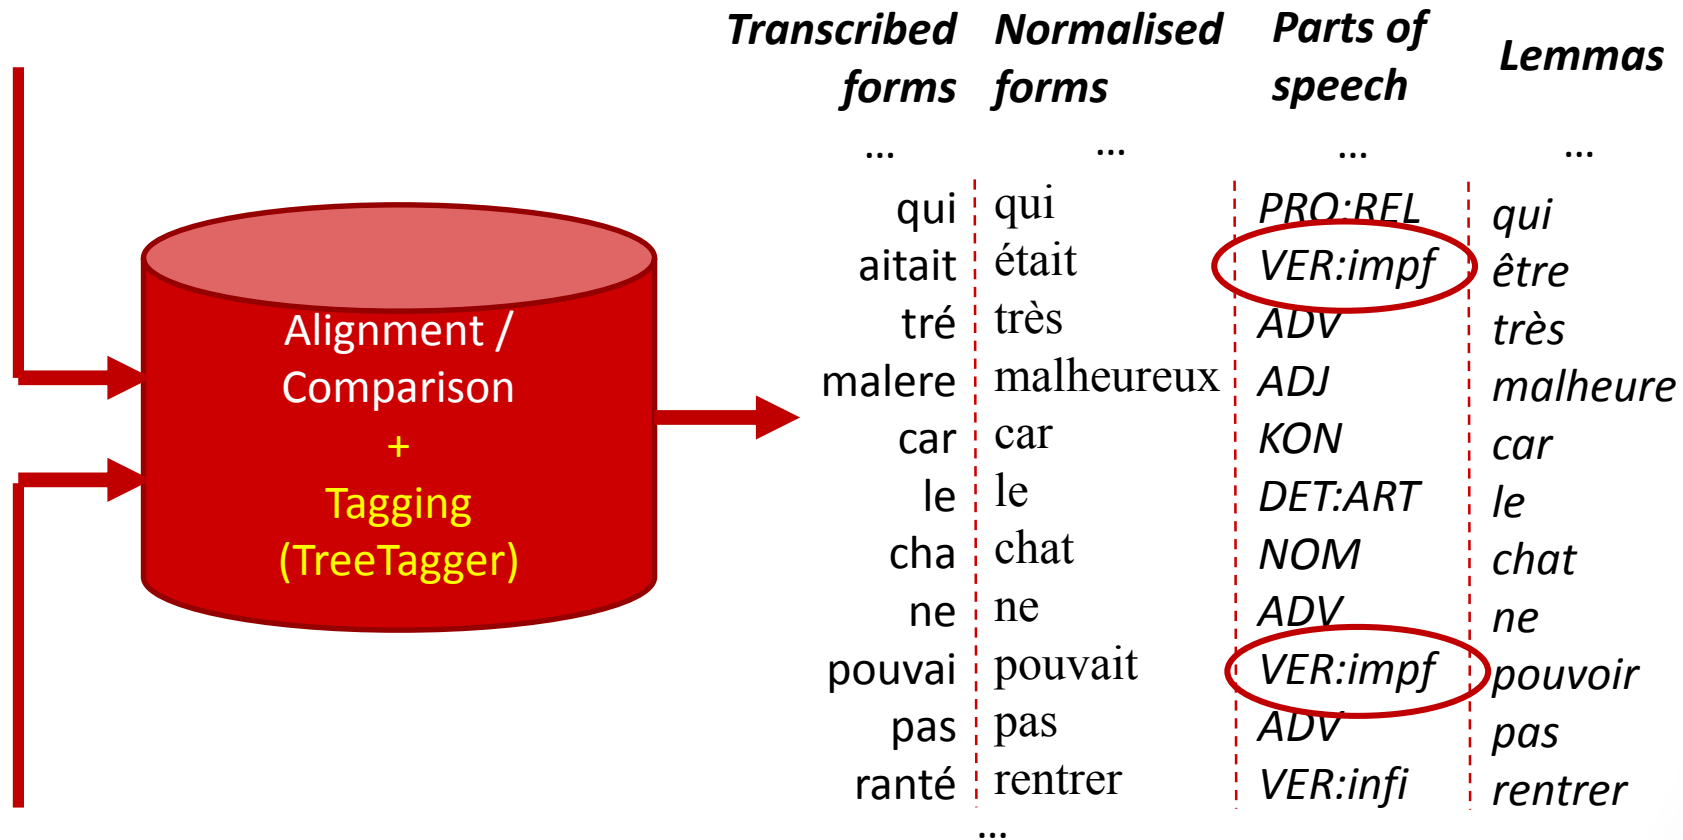 Alignment /
Comparison
+
Tagging
(TreeTagger)
Transcribed forms Normalised forms Parts of speech Lemmas
... ... ... ...
qui qui PRO:REL qui
aitait était VER:impf être
tré très ADV très
malere malheureux ADJ malheure
car car KON car
le le DET:ART le
cha chat NOM chat
ne ne ADV ne
pouvai pouvait VER:impf pouvoir
pas pas ADV pas
ranté rentrer VER:infi rentrer
...